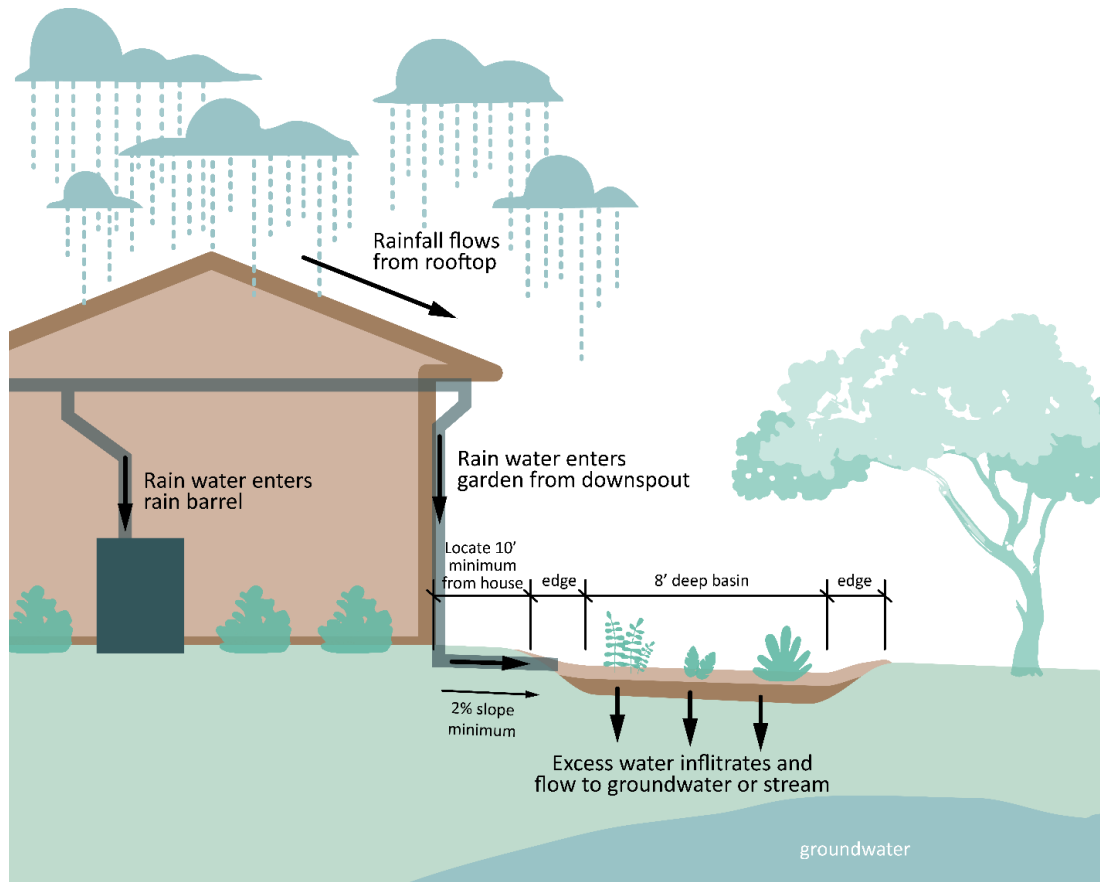 Rainfall flows
from rooftop
Rain water enters
rain barrel
Rain water enters
garden from downspout
Locate 10'
minimum
from house
edge
8' deep basin
edge
2% slope
minimum
Excess water inflitrates and
flow to groundwater or stream
groundwater